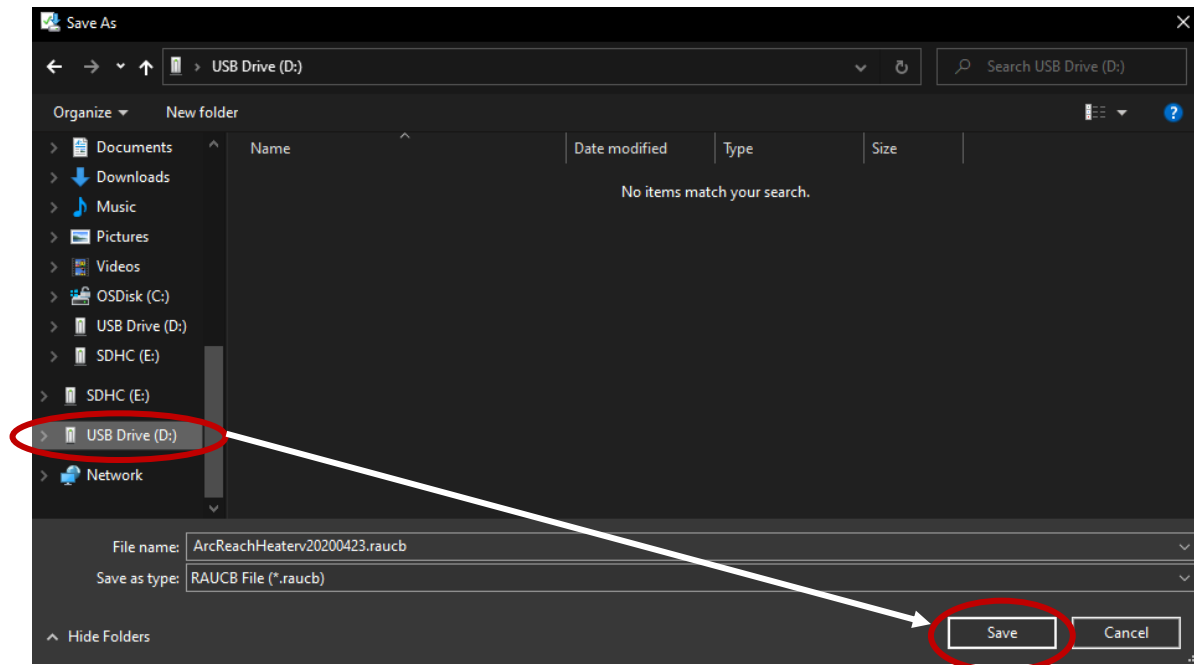 Save As
USB Drive (D:)
Search USB Drive (D:)
Organize
New folder
Documents
Downloads
Music
Pictures
Videos
OSDisk (C:)
USB Drive (D:)
SDHC (E:)
SDHC (E:)
USB Drive (D:)
Network
Name Date modified Type Size
No items match your search.
File name: ArcReachHeaterv20200423.raucb
Save as type: RAUCB File (*.raucb)
Hide Folders
Save
Cancel